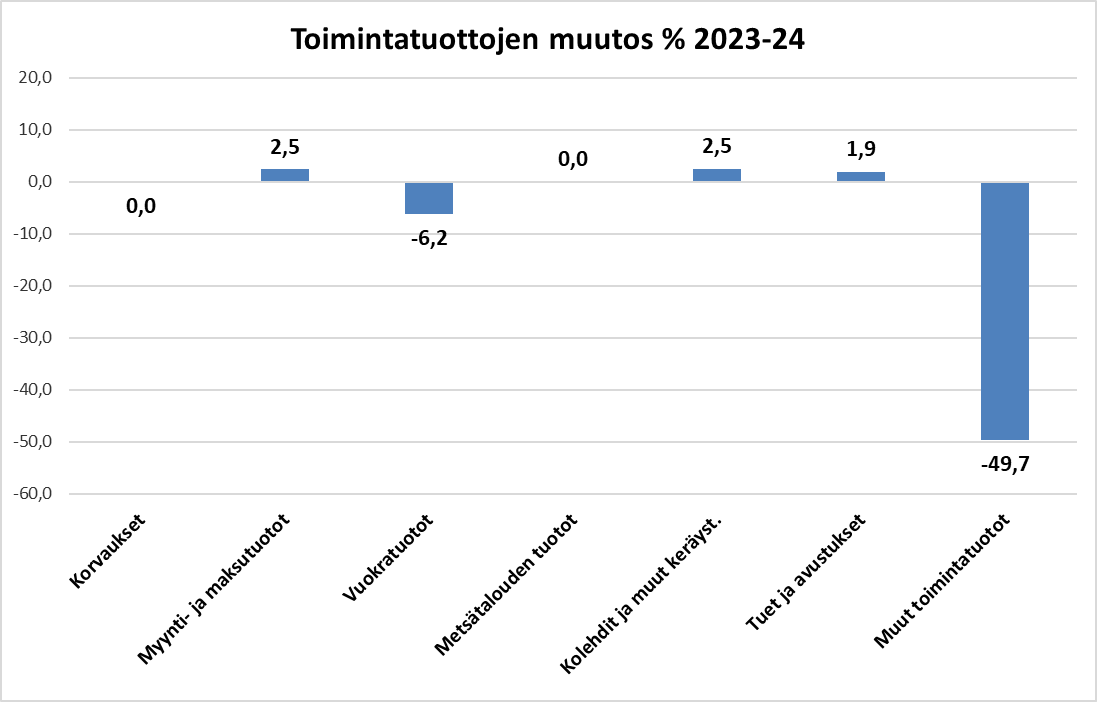 Toimintatuottojen muutos % 2023-24
20,0
10,0
0,0
-10,0
-20,0
-30,0
-40,0
-50,0
-60,0
0,0
2,5
-6,2
0,0
2,5
1,9
-49,7
Korvaukset
Myynti- ja maksutuotot
Vuokratuotot
Metsätalouden tuotot
Kolehdit ja muut keräyst.
Tuet ja avustukset
Muut toimintatuotot